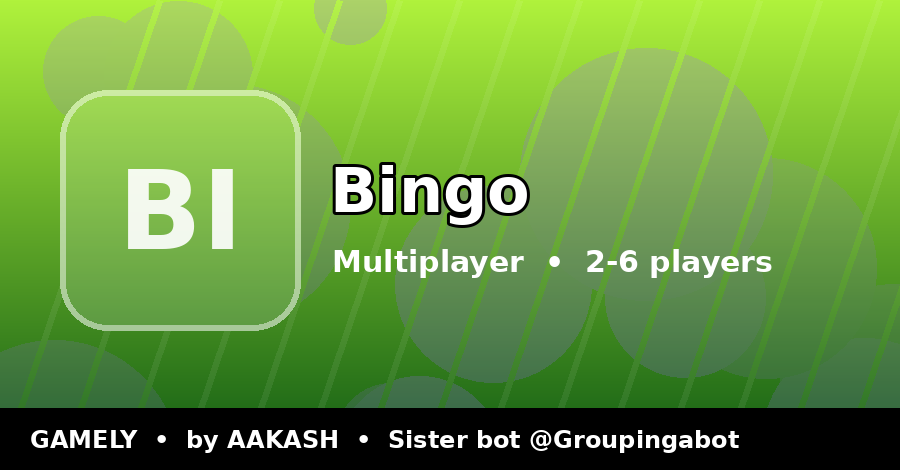 BI
Bingo
Multiplayer • 2-6 players
GAMELY • by AAKASH • Sister bot @Groupingabot